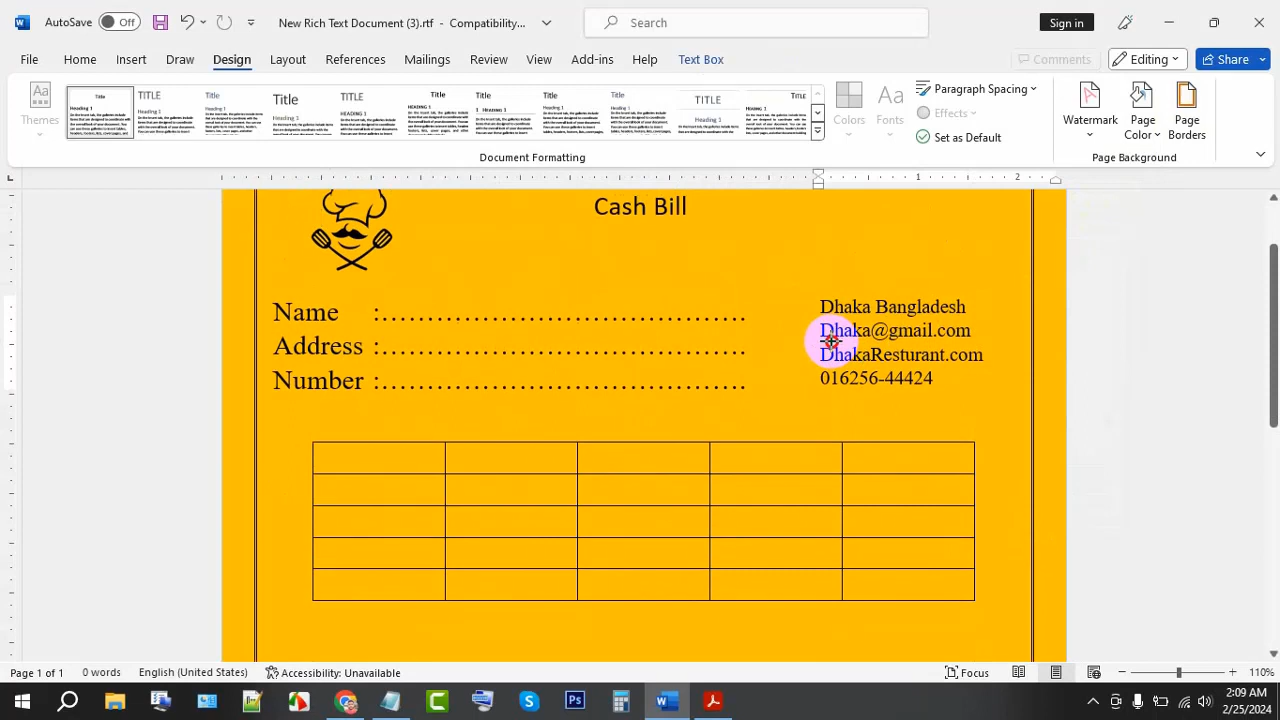 AutoSave Off New Rich Text Document (3).rtf - Compatibility... Search Sign in
File Home Insert Draw Design Layout References Mailings Review View Add-ins Help Text Box Comments Editing Share
Themes
Colors
Fonts
Paragraph Spacing
Effects
Set as Default
Watermark
Page Color
Page Borders
Document Formatting
Page Background
1 2
Cash Bill
Name :........................................
Address :........................................
Number :........................................
Dhaka Bangladesh
Dhaka@gmail.com
DhakaResturant.com
016256-44424
Page 1 of 1 0 words English (United States) Accessibility: Unavailable Focus 110%
2:09 AM
2/25/2024